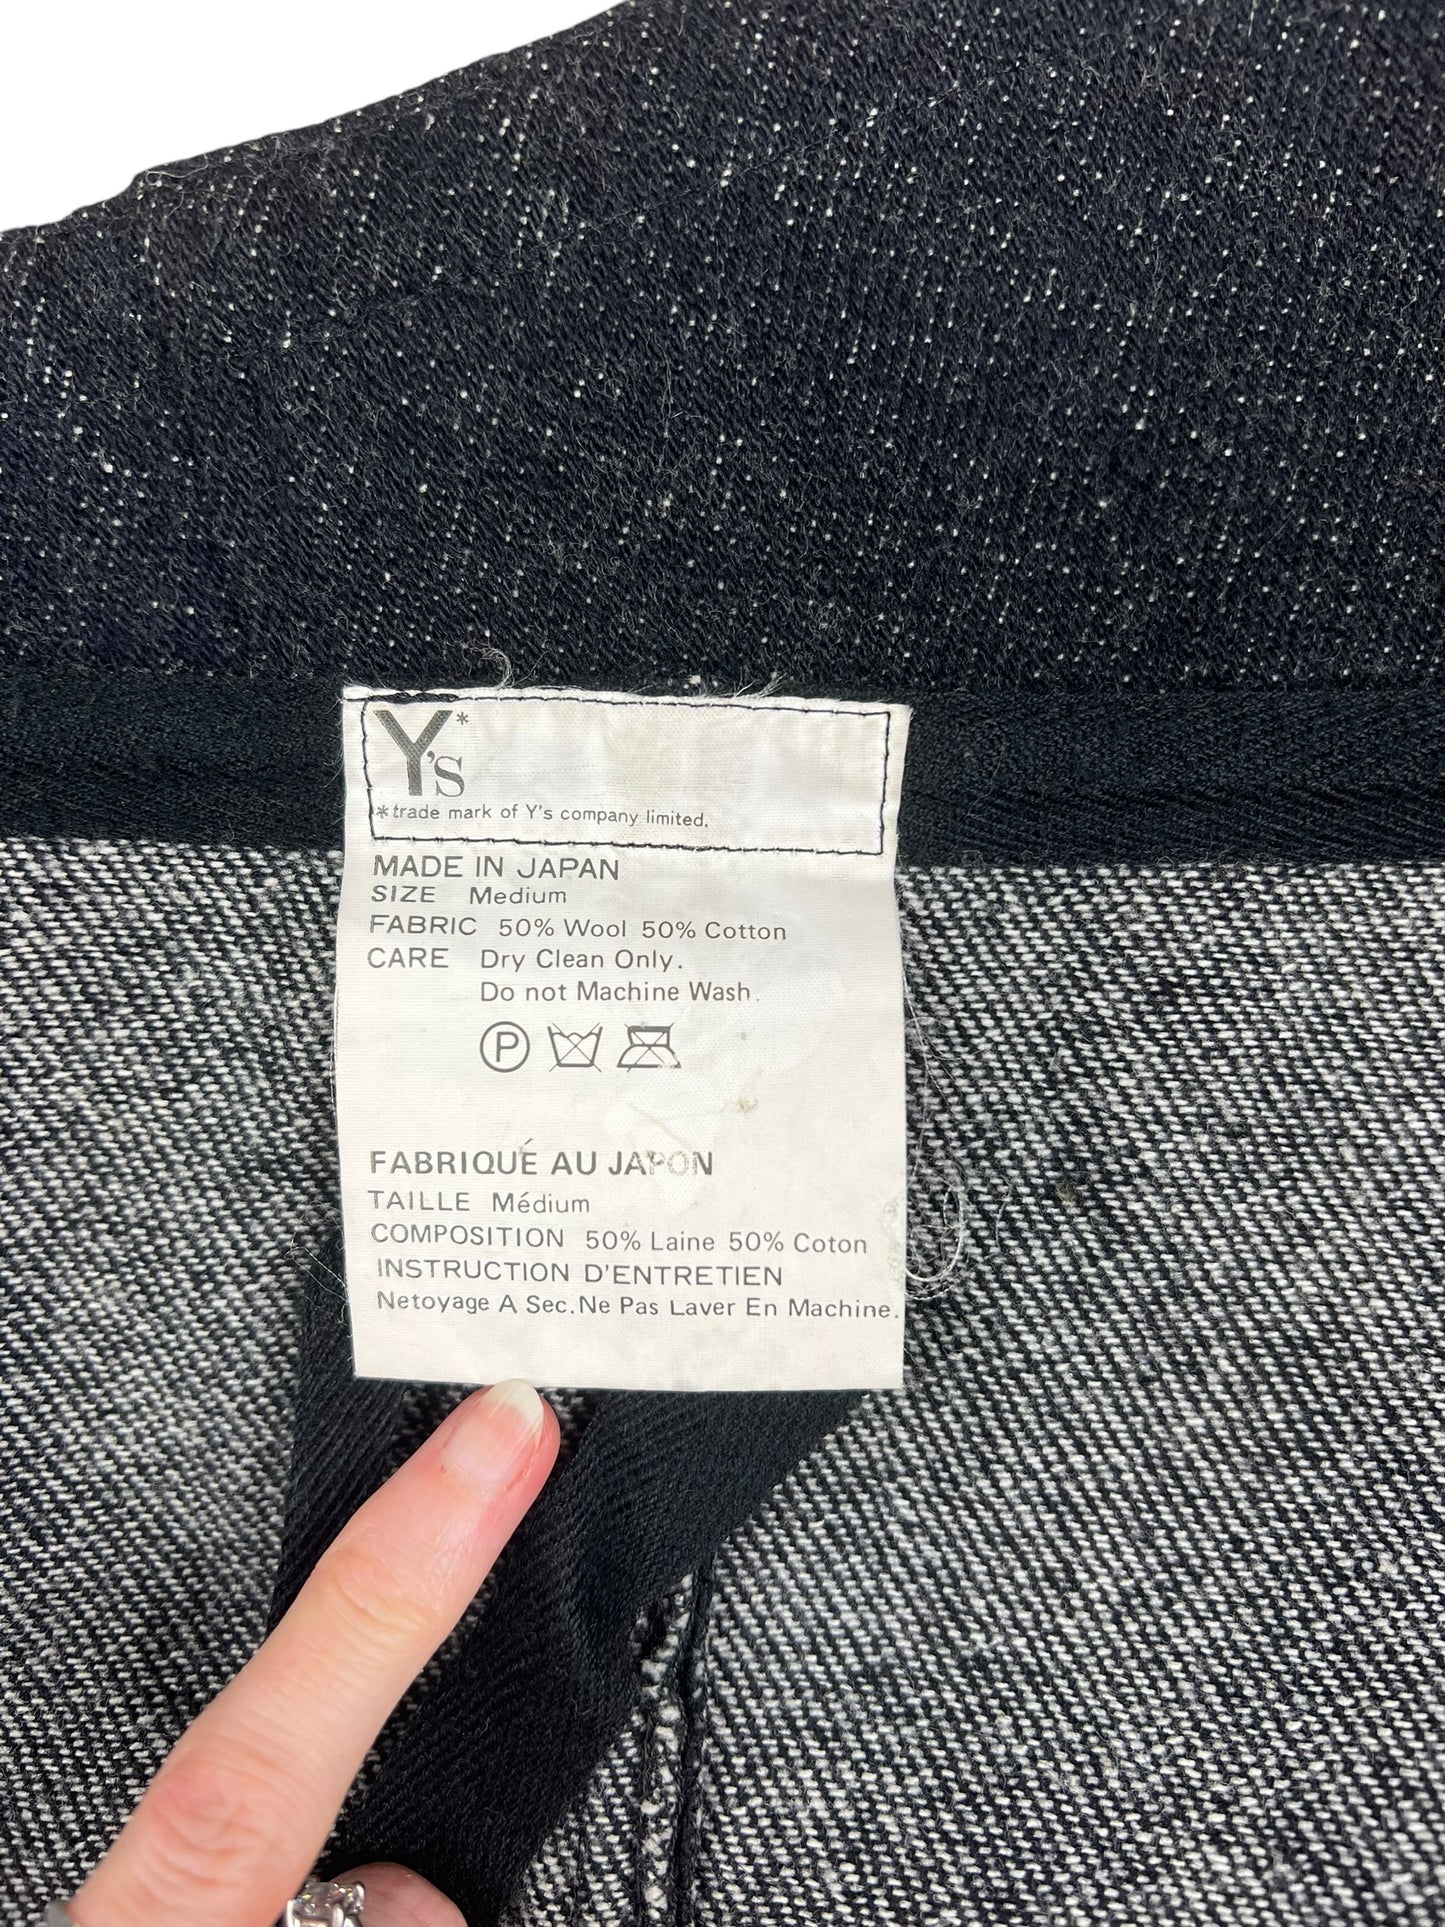 Y's*
*trade mark of Y's company limited.
MADE IN JAPAN
SIZE Medium
FABRIC 50% Wool 50% Cotton
CARE Dry Clean Only.
Do not Machine Wash.
P
FABRIQUÉ AU JAPON
TAILLE Médium
COMPOSITION 50% Laine 50% Coton
INSTRUCTION D'ENTRETIEN
Netoyage A Sec.Ne Pas Laver En Machine.